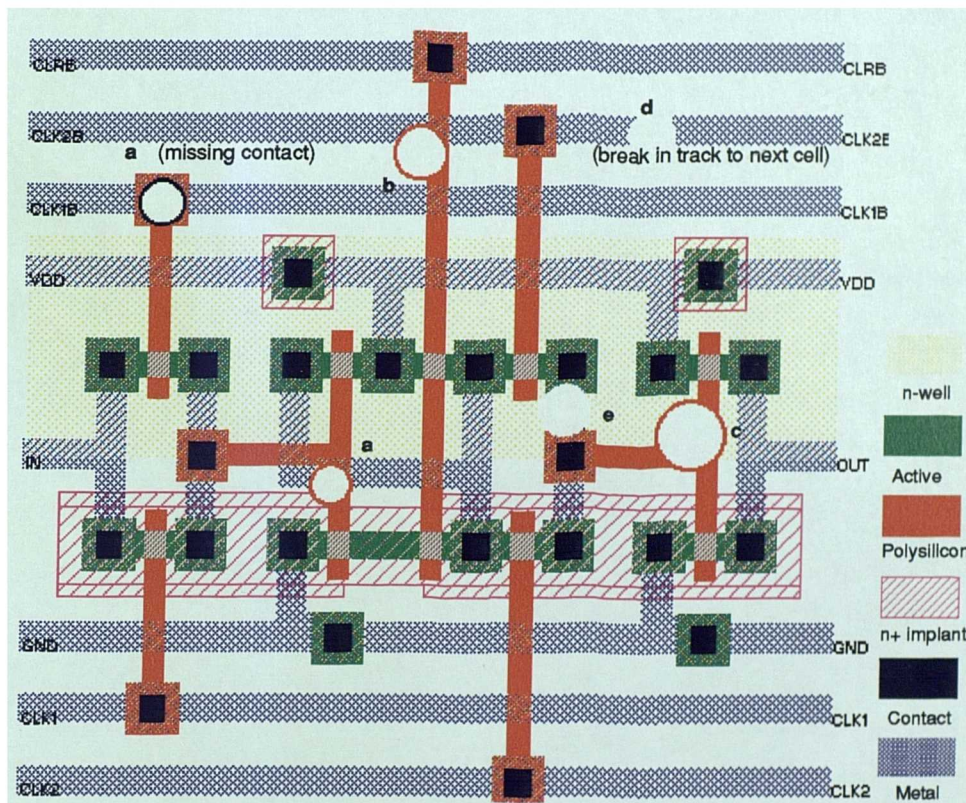 CLRB
CLRB
CLK2B
d
CLK2E
a (missing contact)
(break in track to next cell)
b
CLK1B
CLK1B
VDD
VDD
n-well
e
c
a
IN
OUT
Active
Polysilicon
n+ implant
GND
GND
Contact
CLK1
CLK1
CLK2
CLK2
Metal